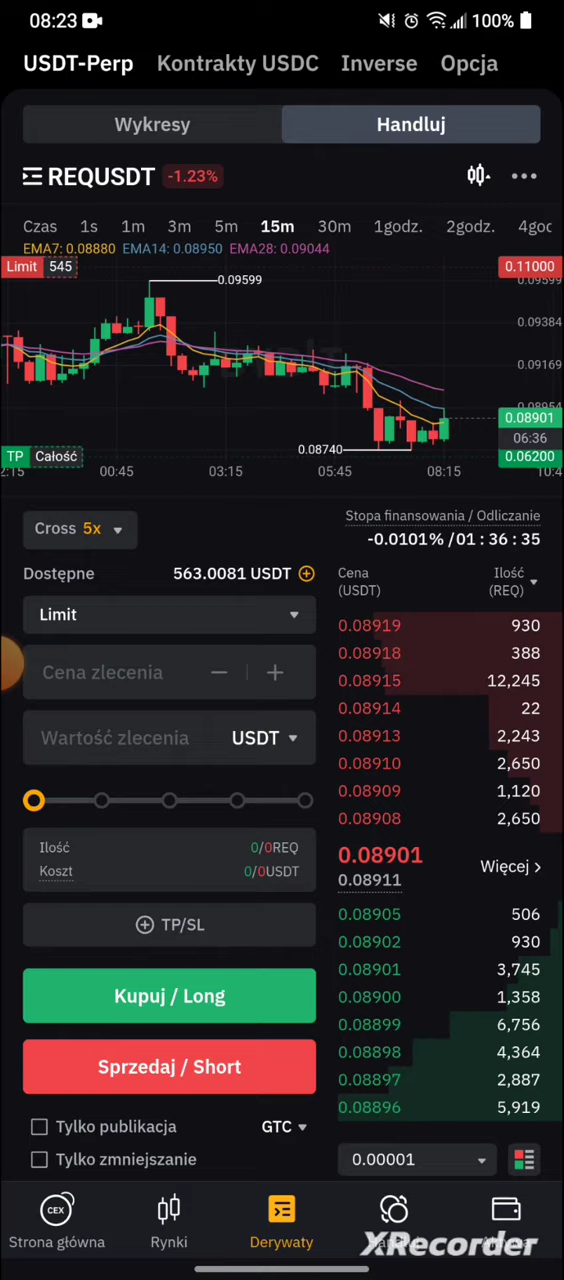 08:23 100%
USDT-Perp Kontrakty USDC Inverse Opcja
Wykresy Handluj
REQUSDT -1.23%
Czas 1s 1m 3m 5m 15m 30m 1godz. 2godz. 4god
EMA7: 0.08880 EMA14: 0.08950 EMA28: 0.09044
Limit 545 0.11000
0.09599 0.09599
0.09384
0.09169
0.08954
0.08901
06:36
0.08740
TP Całość 0.06200
2:15 00:45 03:15 05:45 08:15 10:4
Cross 5x
Stopa finansowania / Odliczanie
-0.0101% /01 : 36 : 35
Dostępne 563.0081 USDT
Limit
Cena zlecenia
Wartość zlecenia USDT
Ilość 0/0REQ
Koszt 0/0USDT
TP/SL
Kupuj / Long
Sprzedaj / Short
Tylko publikacja GTC
Tylko zmniejszanie
Cena Ilość
(USDT) (REQ)
0.08919 930
0.08918 388
0.08915 12,245
0.08914 22
0.08913 2,243
0.08910 2,650
0.08909 1,120
0.08908 2,650
0.08901
0.08911
Więcej
0.08905 506
0.08902 930
0.08901 3,745
0.08900 1,358
0.08899 6,756
0.08898 4,364
0.08897 2,887
0.08896 5,919
0.00001
CEX
Strona główna Rynki Derywaty
XRecorder